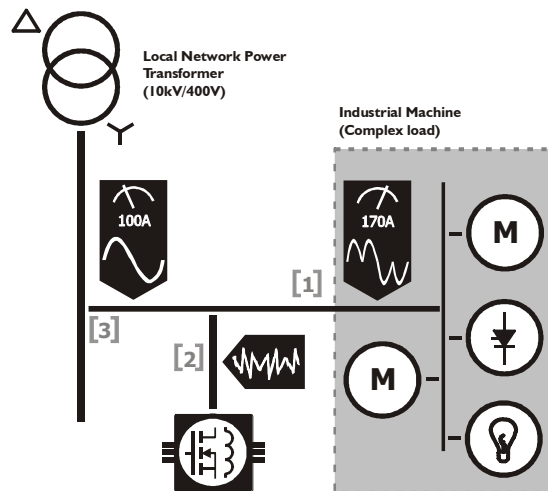 Local Network Power
Transformer
(10kV/400V)
Industrial Machine
(Complex load)
100A
170A
M
[1]
[3]
[2]
M